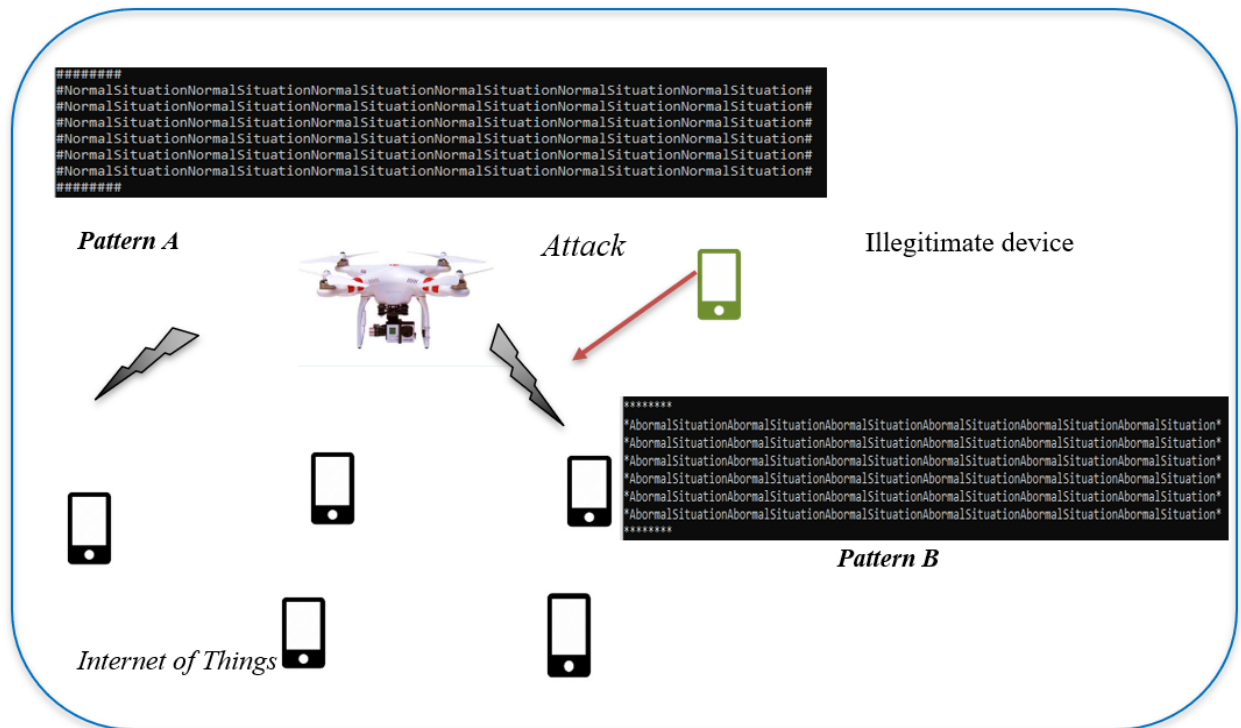 ########
#NormalSituationNormalSituationNormalSituationNormalSituationNormalSituationNormalSituation#
#NormalSituationNormalSituationNormalSituationNormalSituationNormalSituationNormalSituation#
#NormalSituationNormalSituationNormalSituationNormalSituationNormalSituationNormalSituation#
#NormalSituationNormalSituationNormalSituationNormalSituationNormalSituationNormalSituation#
#NormalSituationNormalSituationNormalSituationNormalSituationNormalSituationNormalSituation#
#NormalSituationNormalSituationNormalSituationNormalSituationNormalSituationNormalSituation#
########
Pattern A
Attack
Illegitimate device
********
*AbormalSituationAbormalSituationAbormalSituationAbormalSituationAbormalSituationAbormalSituation*
*AbormalSituationAbormalSituationAbormalSituationAbormalSituationAbormalSituationAbormalSituation*
*AbormalSituationAbormalSituationAbormalSituationAbormalSituationAbormalSituationAbormalSituation*
*AbormalSituationAbormalSituationAbormalSituationAbormalSituationAbormalSituationAbormalSituation*
*AbormalSituationAbormalSituationAbormalSituationAbormalSituationAbormalSituationAbormalSituation*
*AbormalSituationAbormalSituationAbormalSituationAbormalSituationAbormalSituationAbormalSituation*
********
Pattern B
Internet of Things